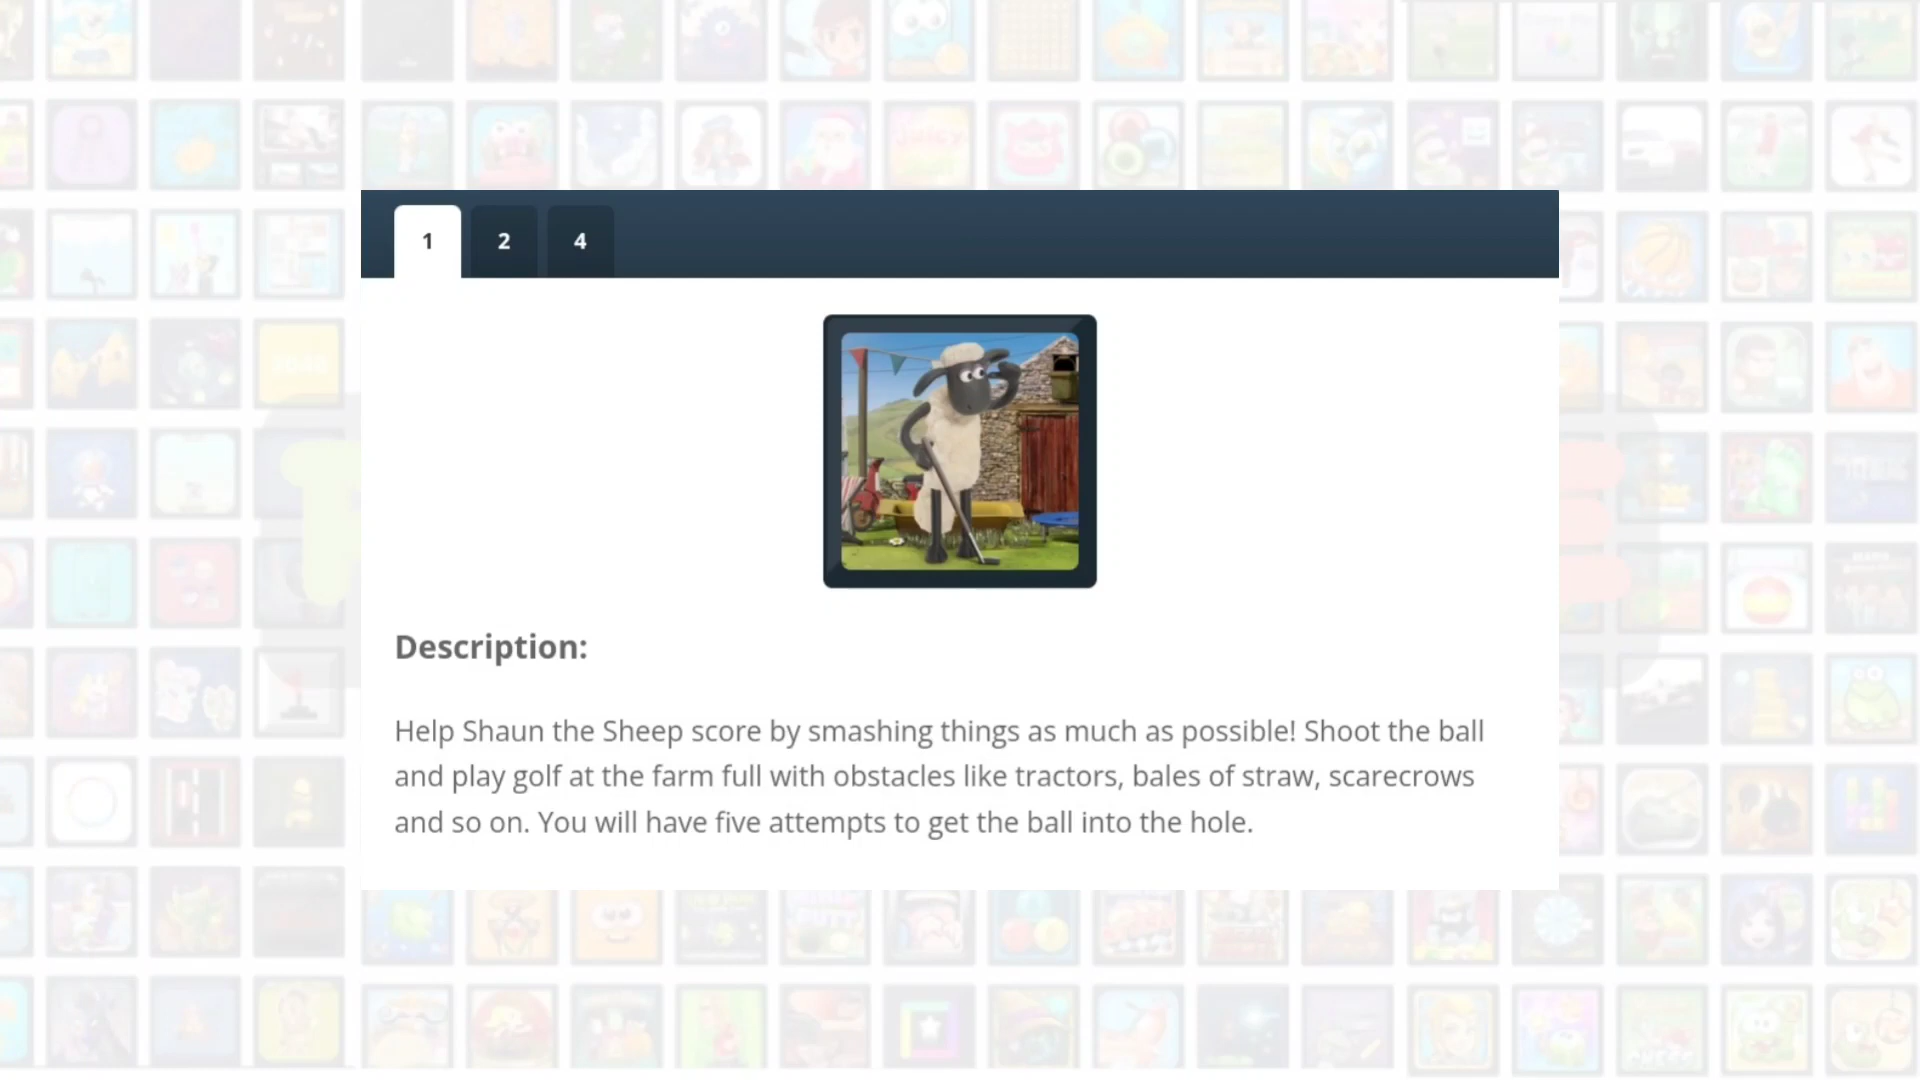 1 2 4
Description:
Help Shaun the Sheep score by smashing things as much as possible! Shoot the ball
and play golf at the farm full with obstacles like tractors, bales of straw, scarecrows
and so on. You will have five attempts to get the ball into the hole.